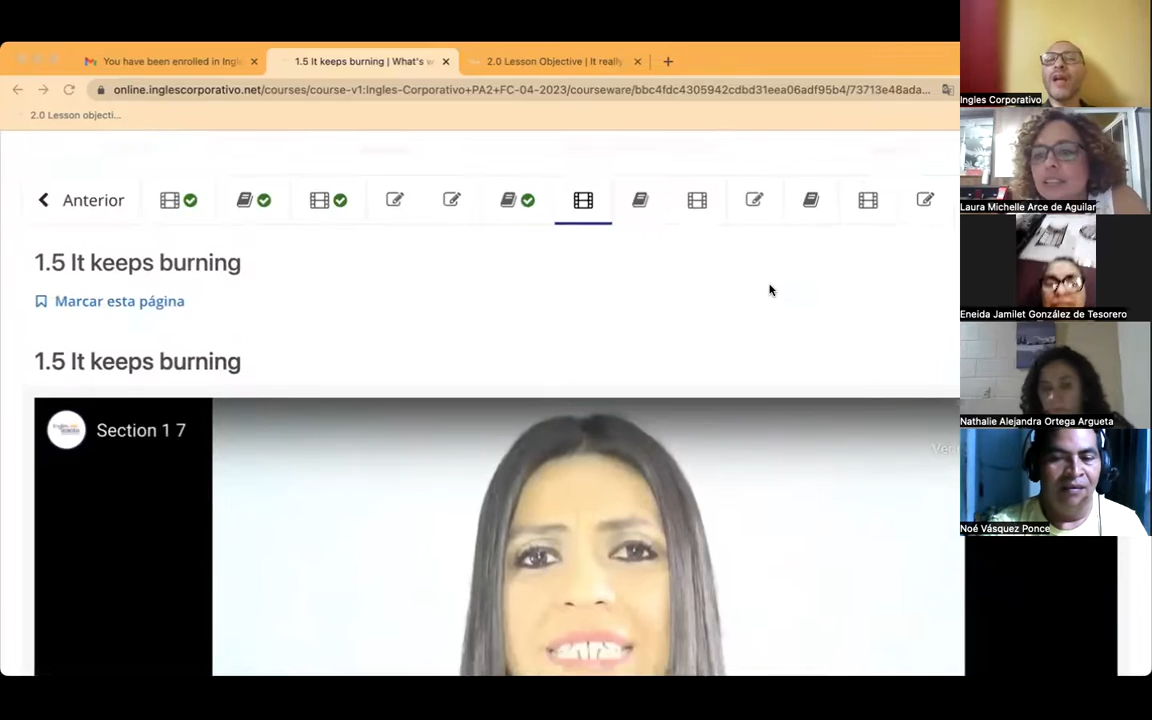 You have been enrolled in Ingle
1.5 It keeps burning | What's w
2.0 Lesson Objective | It really
online.inglescorporativo.net/courses/course-v1:Ingles-Corporativo+PA2+FC-04-2023/courseware/bbc4fdc4305942cdbd31eea06adf95b4/73713e48ada...
2.0 Lesson objecti...
Anterior
1.5 It keeps burning
Marcar esta página
1.5 It keeps burning
Section 1 7
Ingles Corporativo
Laura Michelle Arce de Aguilar
Eneida Jamilet González de Tesorero
Nathalie Alejandra Ortega Argueta
Noé Vásquez Ponce